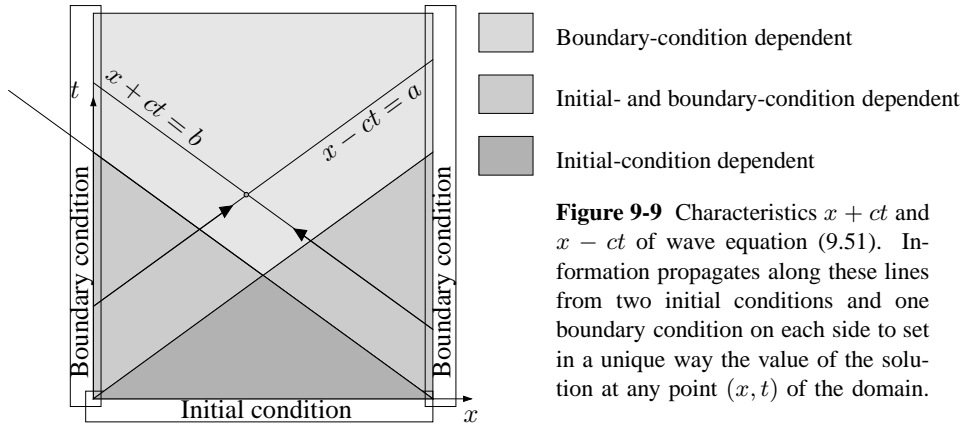 t
x + ct = b
x − ct = a
Boundary condition
Boundary condition
Initial condition
x
Boundary-condition dependent
Initial- and boundary-condition dependent
Initial-condition dependent
Figure 9-9 Characteristics x + ct and
x − ct of wave equation (9.51). In-
formation propagates along these lines
from two initial conditions and one
boundary condition on each side to set
in a unique way the value of the solu-
tion at any point (x, t) of the domain.